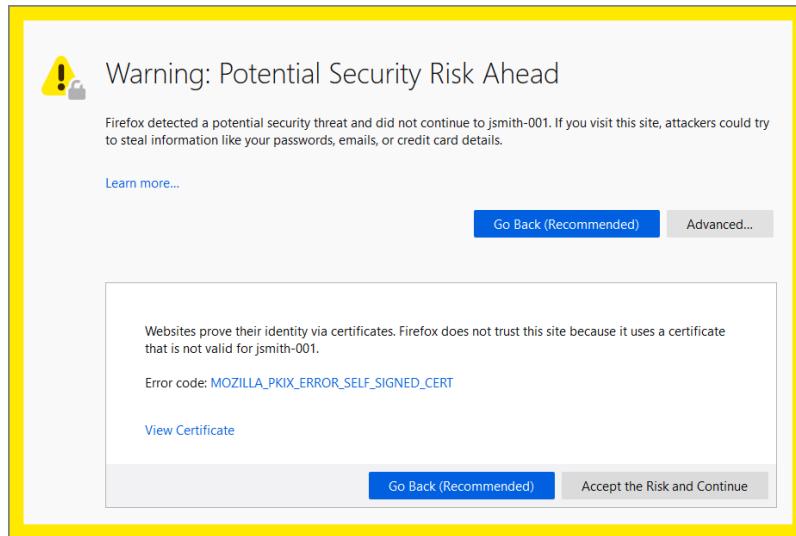 Warning: Potential Security Risk Ahead
Firefox detected a potential security threat and did not continue to jsmith-001. If you visit this site, attackers could try
to steal information like your passwords, emails, or credit card details.
Learn more...
Go Back (Recommended)
Advanced...
Websites prove their identity via certificates. Firefox does not trust this site because it uses a certificate
that is not valid for jsmith-001.
Error code: MOZILLA_PKIX_ERROR_SELF_SIGNED_CERT
View Certificate
Go Back (Recommended)
Accept the Risk and Continue